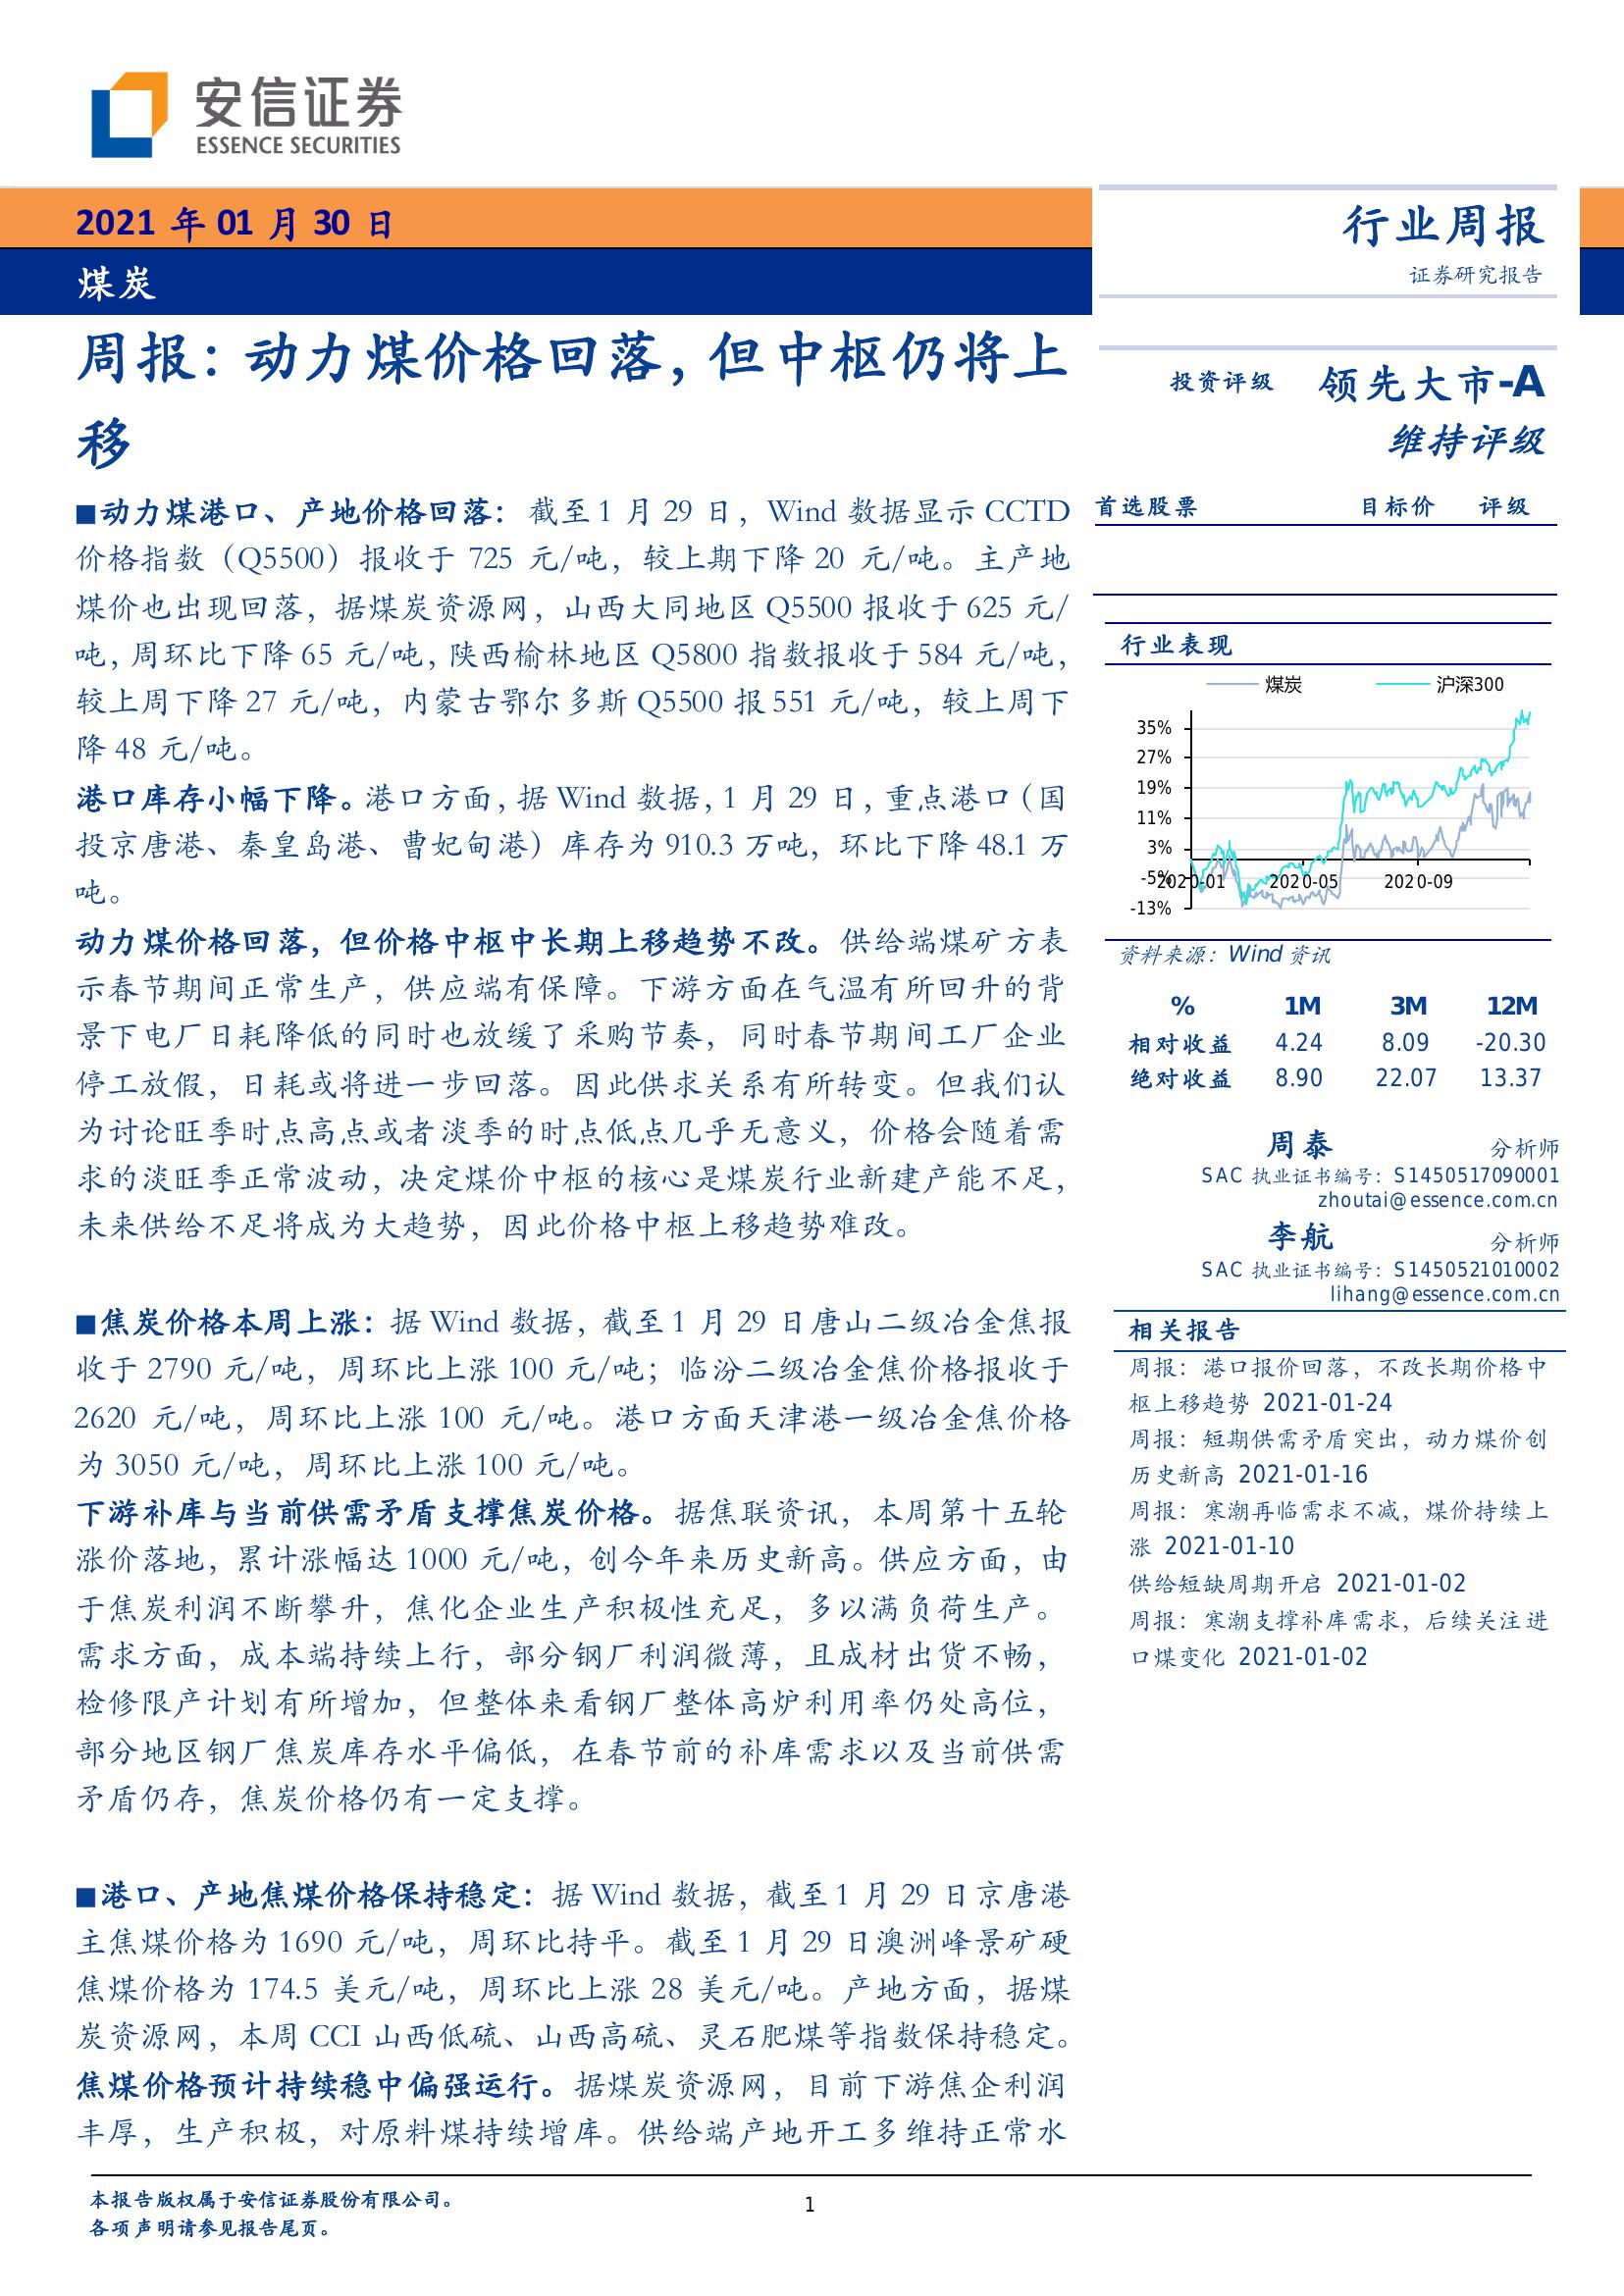 安信证券
ESSENCE SECURITIES
2021 年 01 月 30 日
煤炭
行业周报
证券研究报告
周报：动力煤价格回落，但中枢仍将上
移
■动力煤港口、产地价格回落：截至 1 月 29 日，Wind 数据显示 CCTD
价格指数（Q5500）报收于 725 元/吨，较上期下降 20 元/吨。主产地
煤价也出现回落，据煤炭资源网，山西大同地区 Q5500 报收于 625 元/
吨，周环比下降 65 元/吨，陕西榆林地区 Q5800 指数报收于 584 元/吨，
较上周下降 27 元/吨，内蒙古鄂尔多斯 Q5500 报 551 元/吨，较上周下
降 48 元/吨。
港口库存小幅下降。港口方面，据 Wind 数据，1 月 29 日，重点港口（国
投京唐港、秦皇岛港、曹妃甸港）库存为 910.3 万吨，环比下降 48.1 万
吨。
动力煤价格回落，但价格中枢中长期上移趋势不改。供给端煤矿方表
示春节期间正常生产，供应端有保障。下游方面在气温有所回升的背
景下电厂日耗降低的同时也放缓了采购节奏，同时春节期间工厂企业
停工放假，日耗或将进一步回落。因此供求关系有所转变。但我们认
为讨论旺季时点高点或者淡季的时点低点几乎无意义，价格会随着需
求的淡旺季正常波动，决定煤价中枢的核心是煤炭行业新建产能不足，
未来供给不足将成为大趋势，因此价格中枢上移趋势难改。
■焦炭价格本周上涨：据 Wind 数据，截至 1 月 29 日唐山二级冶金焦报
收于 2790 元/吨，周环比上涨 100 元/吨；临汾二级冶金焦价格报收于
2620 元/吨，周环比上涨 100 元/吨。港口方面天津港一级冶金焦价格
为 3050 元/吨，周环比上涨 100 元/吨。
下游补库与当前供需矛盾支撑焦炭价格。据焦联资讯，本周第十五轮
涨价落地，累计涨幅达 1000 元/吨，创今年来历史新高。供应方面，由
于焦炭利润不断攀升，焦化企业生产积极性充足，多以满负荷生产。
需求方面，成本端持续上行，部分钢厂利润微薄，且成材出货不畅，
检修限产计划有所增加，但整体来看钢厂整体高炉利用率仍处高位，
部分地区钢厂焦炭库存水平偏低，在春节前的补库需求以及当前供需
矛盾仍存，焦炭价格仍有一定支撑。
■港口、产地焦煤价格保持稳定：据 Wind 数据，截至 1 月 29 日京唐港
主焦煤价格为 1690 元/吨，周环比持平。截至 1 月 29 日澳洲峰景矿硬
焦煤价格为 174.5 美元/吨，周环比上涨 28 美元/吨。产地方面，据煤
炭资源网，本周 CCI 山西低硫、山西高硫、灵石肥煤等指数保持稳定。
焦煤价格预计持续稳中偏强运行。据煤炭资源网，目前下游焦企利润
丰厚，生产积极，对原料煤持续增库。供给端产地开工多维持正常水
投资评级 领先大市-A
维持评级
首选股票 目标价 评级
行业表现
煤炭 沪深300
35%
27%
19%
11%
3%
-5%
-13%
2020-01 2020-05 2020-09
资料来源：Wind 资讯
% 1M 3M 12M
相对收益 4.24 8.09 -20.30
绝对收益 8.90 22.07 13.37
周泰 分析师
SAC 执业证书编号：S1450517090001
zhoutai@essence.com.cn
李航 分析师
SAC 执业证书编号：S1450521010002
lihang@essence.com.cn
相关报告
周报：港口报价回落，不改长期价格中
枢上移趋势 2021-01-24
周报：短期供需矛盾突出，动力煤价创
历史新高 2021-01-16
周报：寒潮再临需求不减，煤价持续上
涨 2021-01-10
供给短缺周期开启 2021-01-02
周报：寒潮支撑补库需求，后续关注进
口煤变化 2021-01-02
本报告版权属于安信证券股份有限公司。
各项声明请参见报告尾页。
1